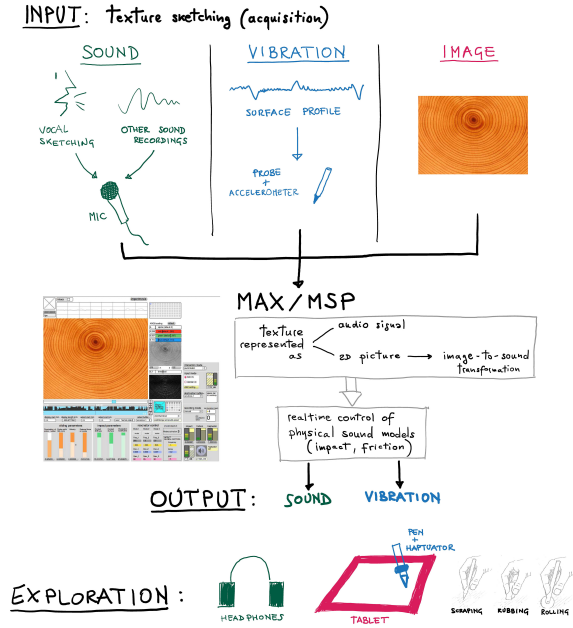 INPUT: texture sketching (acquisition)
SOUND
VIBRATION
IMAGE
VOCAL
SKETCHING
OTHER SOUND
RECORDINGS
MIC
SURFACE PROFILE
PROBE
+
ACCELEROMETER
MAX/MSP
texture
represented
as
audio signal
2D picture
image-to-sound
transformation
realtime control of
physical sound models
(impact, friction)
OUTPUT:
SOUND
VIBRATION
EXPLORATION:
HEADPHONES
PEN
+
HAPTUATOR
TABLET
SCRAPING
RUBBING
ROLLING